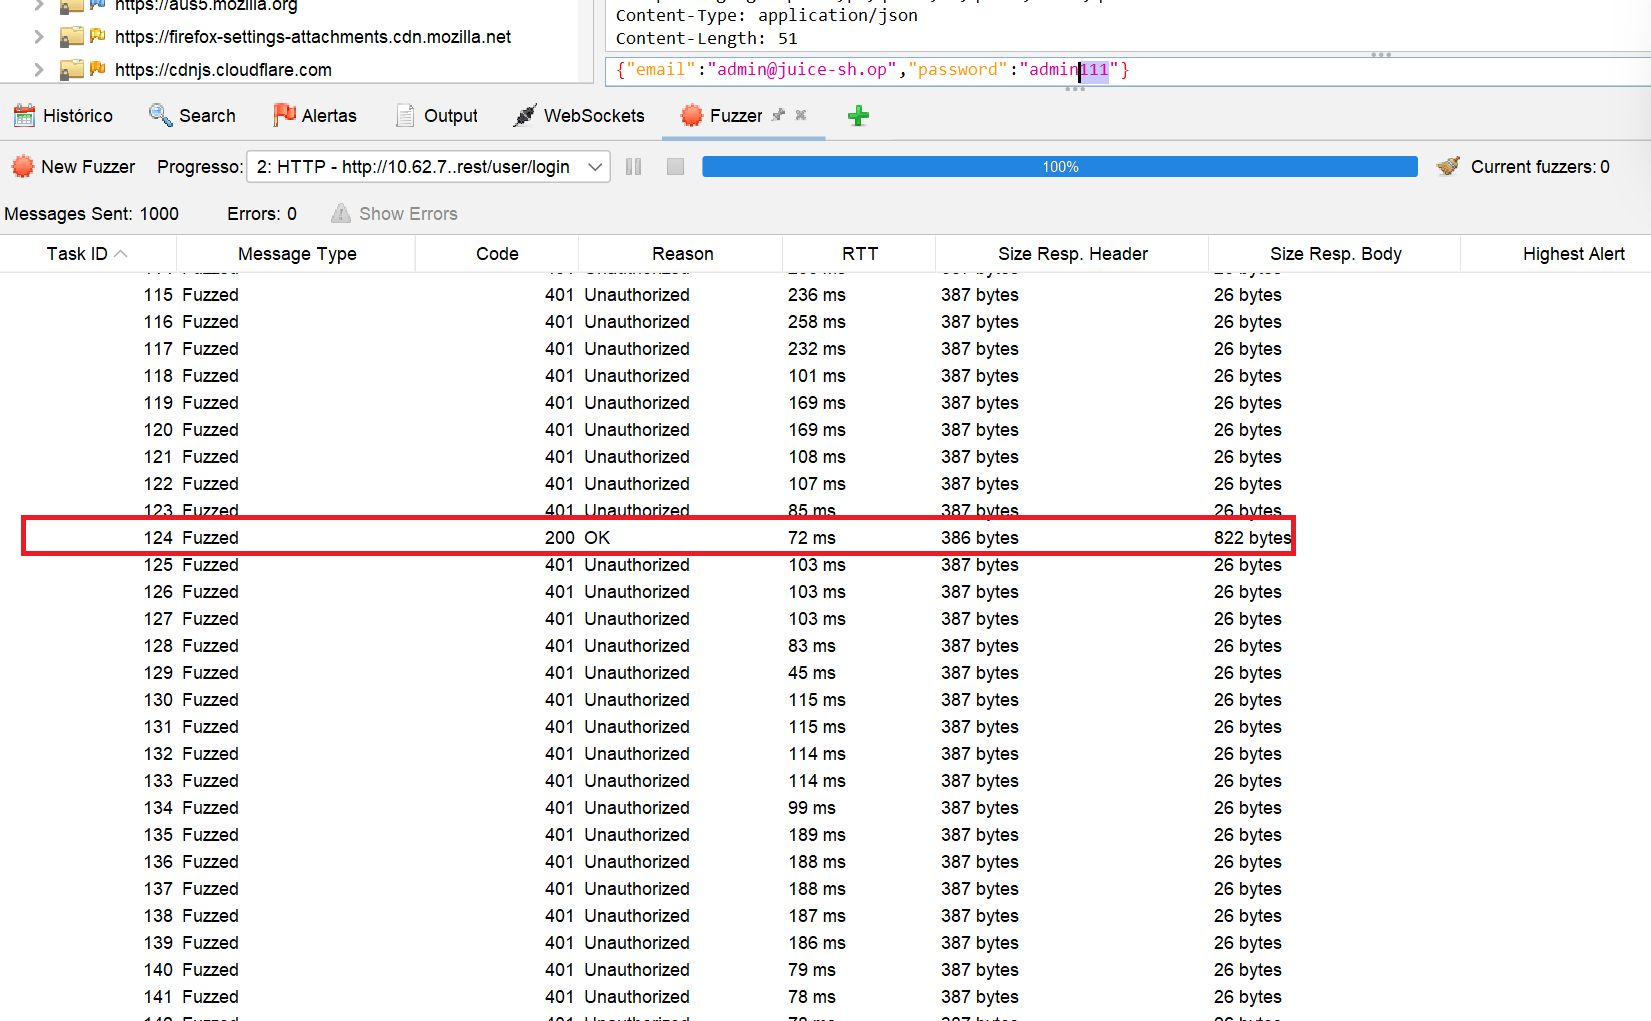 https://aus5.mozilla.org
https://firefox-settings-attachments.cdn.mozilla.net
https://cdnjs.cloudflare.com
Content-Type: application/json
Content-Length: 51
{"email":"admin@juice-sh.op","password":"admin111"}
Histórico Search Alertas Output WebSockets Fuzzer
New Fuzzer Progresso: 2: HTTP - http://10.62.7..rest/user/login 100% Current fuzzers: 0
Messages Sent: 1000 Errors: 0 Show Errors
Task ID Message Type Code Reason RTT Size Resp. Header Size Resp. Body Highest Alert
115 Fuzzed 401 Unauthorized 236 ms 387 bytes 26 bytes
116 Fuzzed 401 Unauthorized 258 ms 387 bytes 26 bytes
117 Fuzzed 401 Unauthorized 232 ms 387 bytes 26 bytes
118 Fuzzed 401 Unauthorized 101 ms 387 bytes 26 bytes
119 Fuzzed 401 Unauthorized 169 ms 387 bytes 26 bytes
120 Fuzzed 401 Unauthorized 169 ms 387 bytes 26 bytes
121 Fuzzed 401 Unauthorized 108 ms 387 bytes 26 bytes
122 Fuzzed 401 Unauthorized 107 ms 387 bytes 26 bytes
123 Fuzzed 401 Unauthorized 85 ms 387 bytes 26 bytes
124 Fuzzed 200 OK 72 ms 386 bytes 822 bytes
125 Fuzzed 401 Unauthorized 103 ms 387 bytes 26 bytes
126 Fuzzed 401 Unauthorized 103 ms 387 bytes 26 bytes
127 Fuzzed 401 Unauthorized 103 ms 387 bytes 26 bytes
128 Fuzzed 401 Unauthorized 83 ms 387 bytes 26 bytes
129 Fuzzed 401 Unauthorized 45 ms 387 bytes 26 bytes
130 Fuzzed 401 Unauthorized 115 ms 387 bytes 26 bytes
131 Fuzzed 401 Unauthorized 115 ms 387 bytes 26 bytes
132 Fuzzed 401 Unauthorized 114 ms 387 bytes 26 bytes
133 Fuzzed 401 Unauthorized 114 ms 387 bytes 26 bytes
134 Fuzzed 401 Unauthorized 99 ms 387 bytes 26 bytes
135 Fuzzed 401 Unauthorized 189 ms 387 bytes 26 bytes
136 Fuzzed 401 Unauthorized 188 ms 387 bytes 26 bytes
137 Fuzzed 401 Unauthorized 188 ms 387 bytes 26 bytes
138 Fuzzed 401 Unauthorized 187 ms 387 bytes 26 bytes
139 Fuzzed 401 Unauthorized 186 ms 387 bytes 26 bytes
140 Fuzzed 401 Unauthorized 79 ms 387 bytes 26 bytes
141 Fuzzed 401 Unauthorized 78 ms 387 bytes 26 bytes